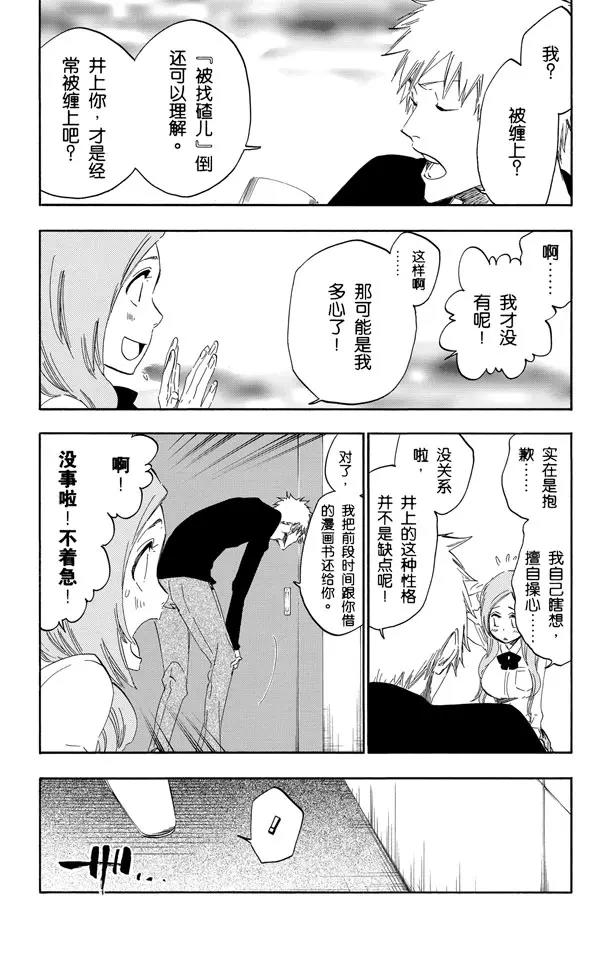 我？
被缠上？
『被找碴儿』倒
还可以理解。
井上你，才是经
常被缠上吧？
啊……
我才没
有呢！
这样啊
……
那可能是我
多心了！
实在是抱
歉……
我自己瞎想，
擅自操心……
没关系
啦，
井上的这种性格
并不是缺点呢！
对了，
我把前段时间跟你借
的漫画书还给你。
啊！
没事啦！不着急！
！